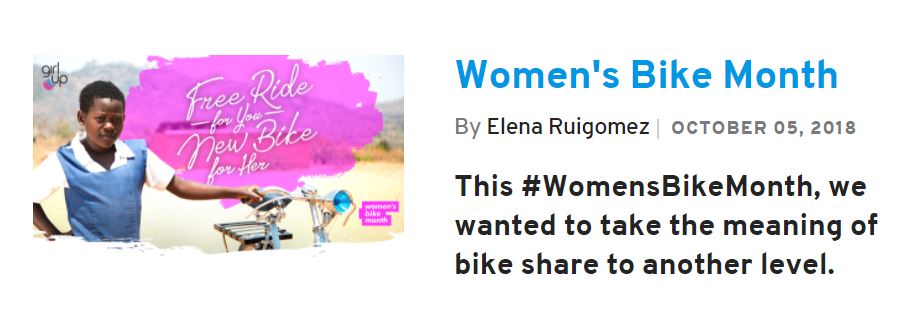 girl
up
Free Ride
for You
New Bike
for Her
women's
bike
month
Women's Bike Month
By Elena Ruigomez | OCTOBER 05, 2018
This #WomensBikeMonth, we
wanted to take the meaning of
bike share to another level.